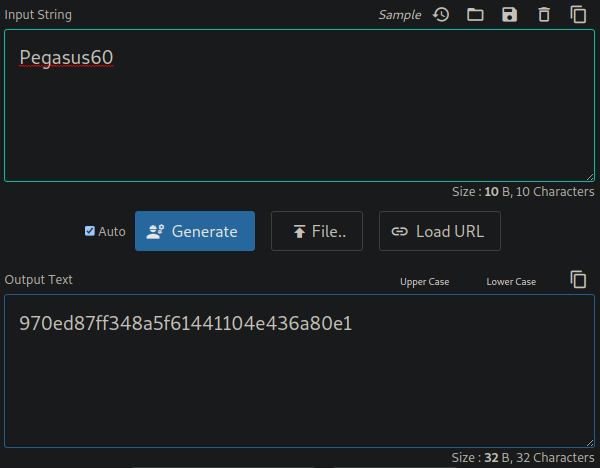 Input String Sample
Pegasus60
Size : 10 B, 10 Characters
Auto Generate File.. Load URL
Output Text Upper Case Lower Case
970ed87ff348a5f61441104e436a80e1
Size : 32 B, 32 Characters